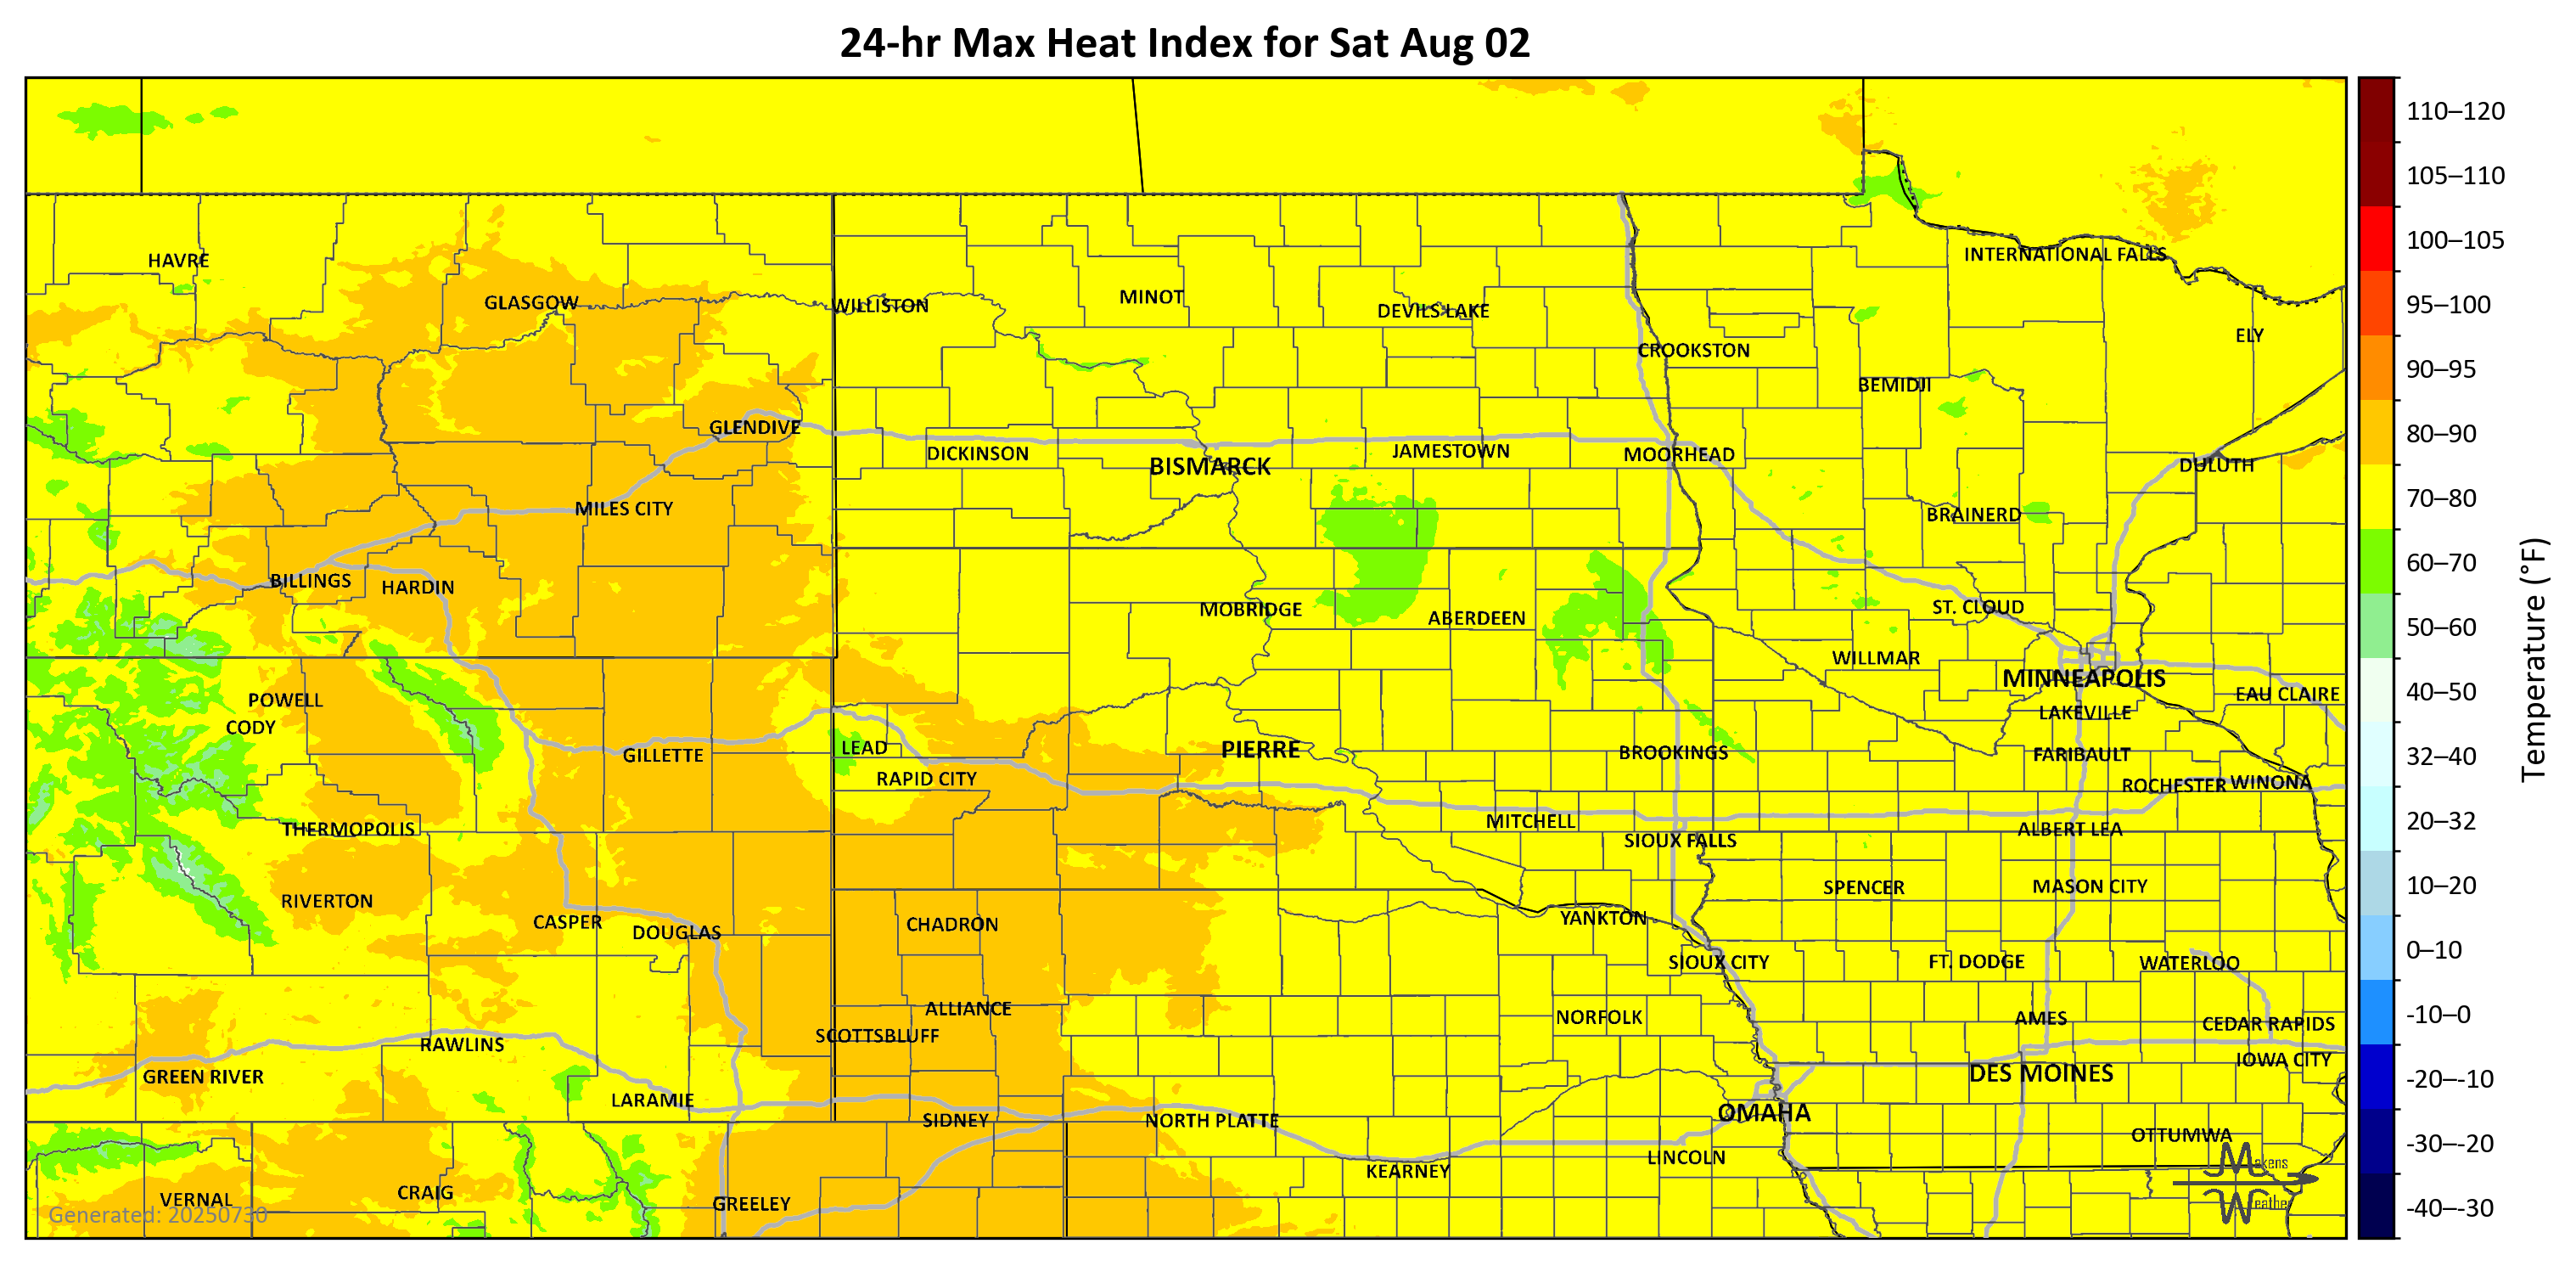 24-hr Max Heat Index for Sat Aug 02
HAVRE
GLASGOW
WILLISTON
MINOT
DEVILS LAKE
INTERNATIONAL FALLS
ELY
CROOKSTON
BEMIDJI
GLENDIVE
DICKINSON
BISMARCK
JAMESTOWN
MOORHEAD
DULUTH
MILES CITY
BRAINERD
BILLINGS
HARDIN
MOBRIDGE
ABERDEEN
ST. CLOUD
WILLMAR
MINNEAPOLIS
EAU CLAIRE
POWELL
CODY
LAKEVILLE
GILLETTE
LEAD
PIERRE
BROOKINGS
FARIBAULT
RAPID CITY
ROCHESTER
WINONA
THERMOPOLIS
MITCHELL
SIOUX FALLS
ALBERT LEA
RIVERTON
SPENCER
MASON CITY
CASPER
DOUGLAS
CHADRON
YANKTON
SIOUX CITY
FT. DODGE
WATERLOO
ALLIANCE
NORFOLK
AMES
CEDAR RAPIDS
SCOTTSBLUFF
RAWLINS
IOWA CITY
GREEN RIVER
DES MOINES
LARAMIE
SIDNEY
NORTH PLATTE
OMAHA
OTTUMWA
LINCOLN
KEARNEY
VERNAL
CRAIG
GREELEY
Generated: 20250730
Makens
Weather
110–120
105–110
100–105
95–100
90–95
80–90
70–80
60–70
50–60
40–50
32–40
20–32
10–20
0–10
-10–0
-20–-10
-30–-20
-40–-30
Temperature (°F)